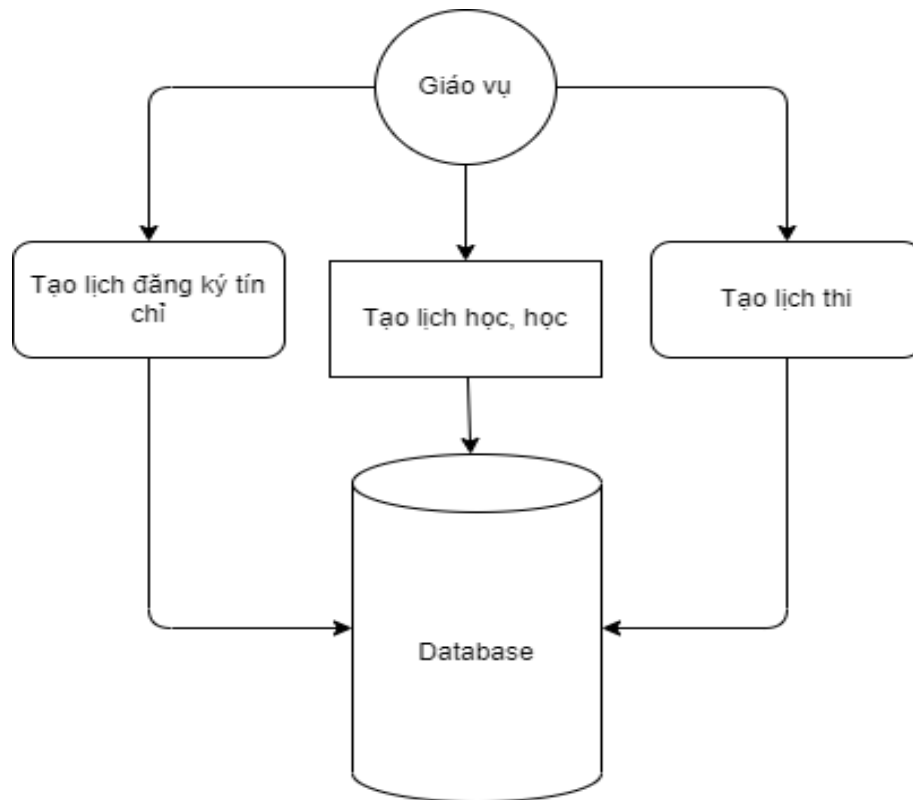 Giáo vụ
Tạo lịch đăng ký tín
chỉ
Tạo lịch học, học
Tạo lịch thi
Database